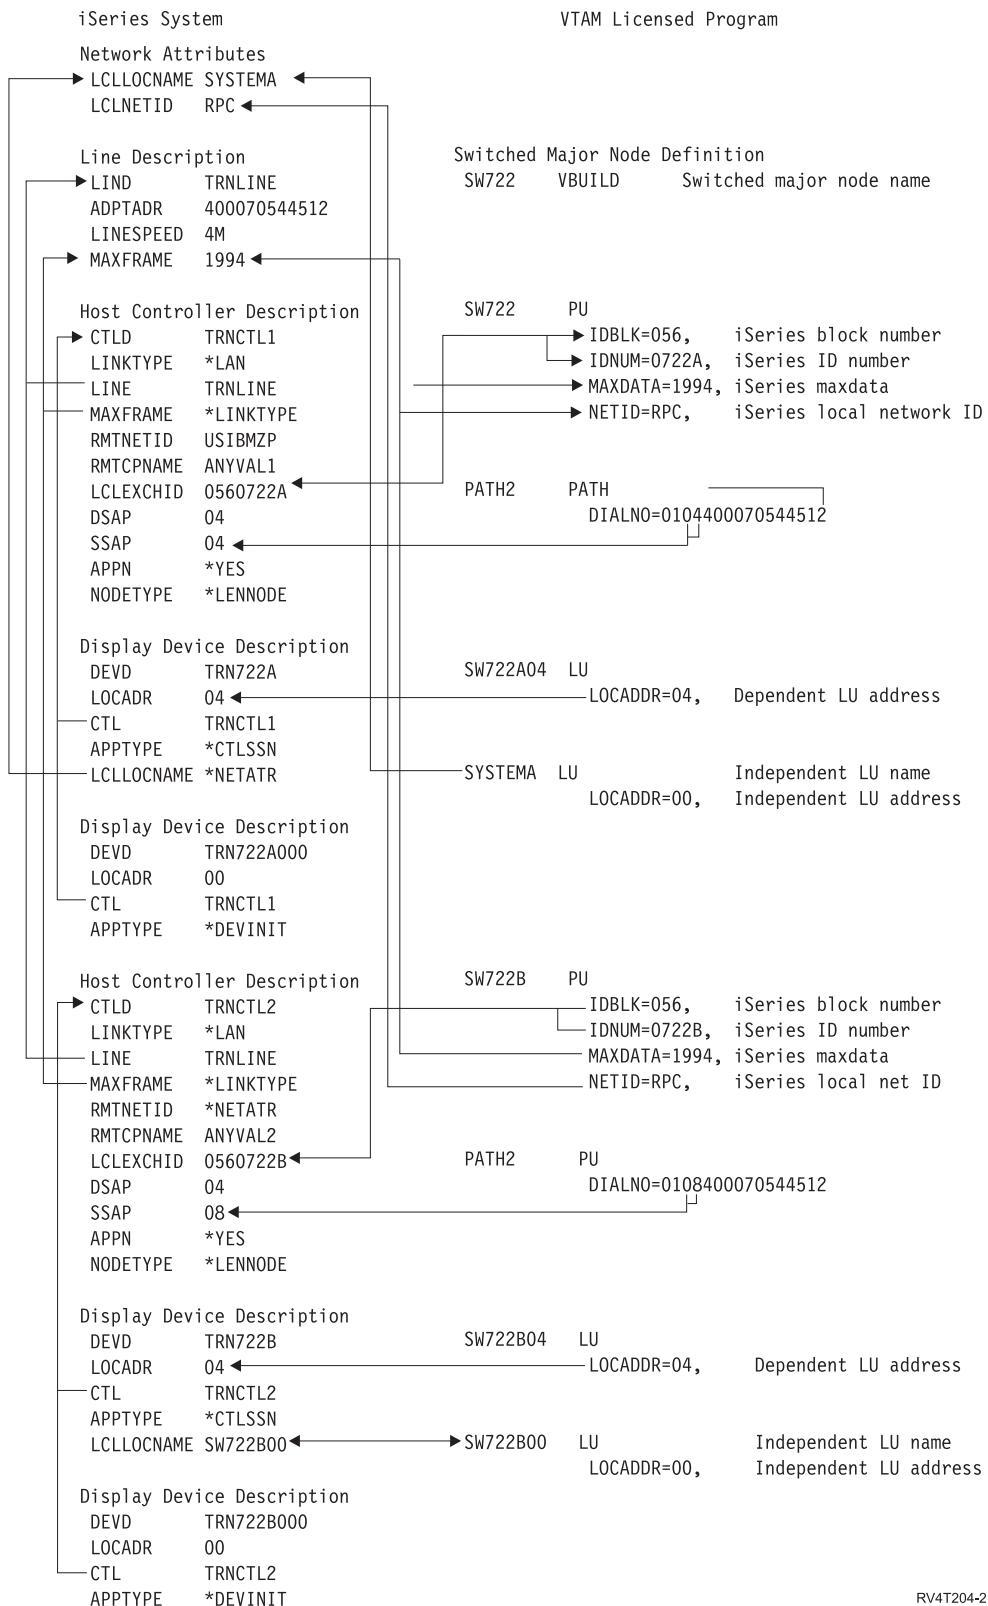 iSeries System VTAM Licensed Program
Network Attributes
LCLLOCNAME SYSTEMA
LCLNETID RPC
Line Description Switched Major Node Definition
LIND TRNLINE SW722 VBUILD Switched major node name
ADPTADR 400070544512
LINESPEED 4M
MAXFRAME 1994
Host Controller Description SW722 PU
CTLD TRNCTL1 IDBLK=056, iSeries block number
LINKTYPE *LAN IDNUM=0722A, iSeries ID number
LINE TRNLINE MAXDATA=1994, iSeries maxdata
MAXFRAME *LINKTYPE NETID=RPC, iSeries local network ID
RMTNETID USIBMZP
RMTCPNAME ANYVAL1
LCLEXCHID 0560722A PATH2 PATH
DSAP 04 DIALNO=0104400070544512
SSAP 04
APPN *YES
NODETYPE *LENNODE
Display Device Description
DEVD TRN722A SW722A04 LU
LOCADR 04 LOCADDR=04, Dependent LU address
CTL TRNCTL1
APPTYPE *CTLSSN
LCLLOCNAME *NETATR SYSTEMA LU Independent LU name
LOCADDR=00, Independent LU address
Display Device Description
DEVD TRN722A000
LOCADR 00
CTL TRNCTL1
APPTYPE *DEVINIT
Host Controller Description SW722B PU
CTLD TRNCTL2 IDBLK=056, iSeries block number
LINKTYPE *LAN IDNUM=0722B, iSeries ID number
LINE TRNLINE MAXDATA=1994, iSeries maxdata
MAXFRAME *LINKTYPE NETID=RPC, iSeries local net ID
RMTNETID *NETATR
RMTCPNAME ANYVAL2
LCLEXCHID 0560722B PATH2 PU
DSAP 04 DIALNO=0108400070544512
SSAP 08
APPN *YES
NODETYPE *LENNODE
Display Device Description
DEVD TRN722B SW722B04 LU
LOCADR 04 LOCADDR=04, Dependent LU address
CTL TRNCTL2
APPTYPE *CTLSSN
LCLLOCNAME SW722B00 SW722B00 LU Independent LU name
LOCADDR=00, Independent LU address
Display Device Description
DEVD TRN722B000
LOCADR 00
CTL TRNCTL2
APPTYPE *DEVINIT
RV4T204-2